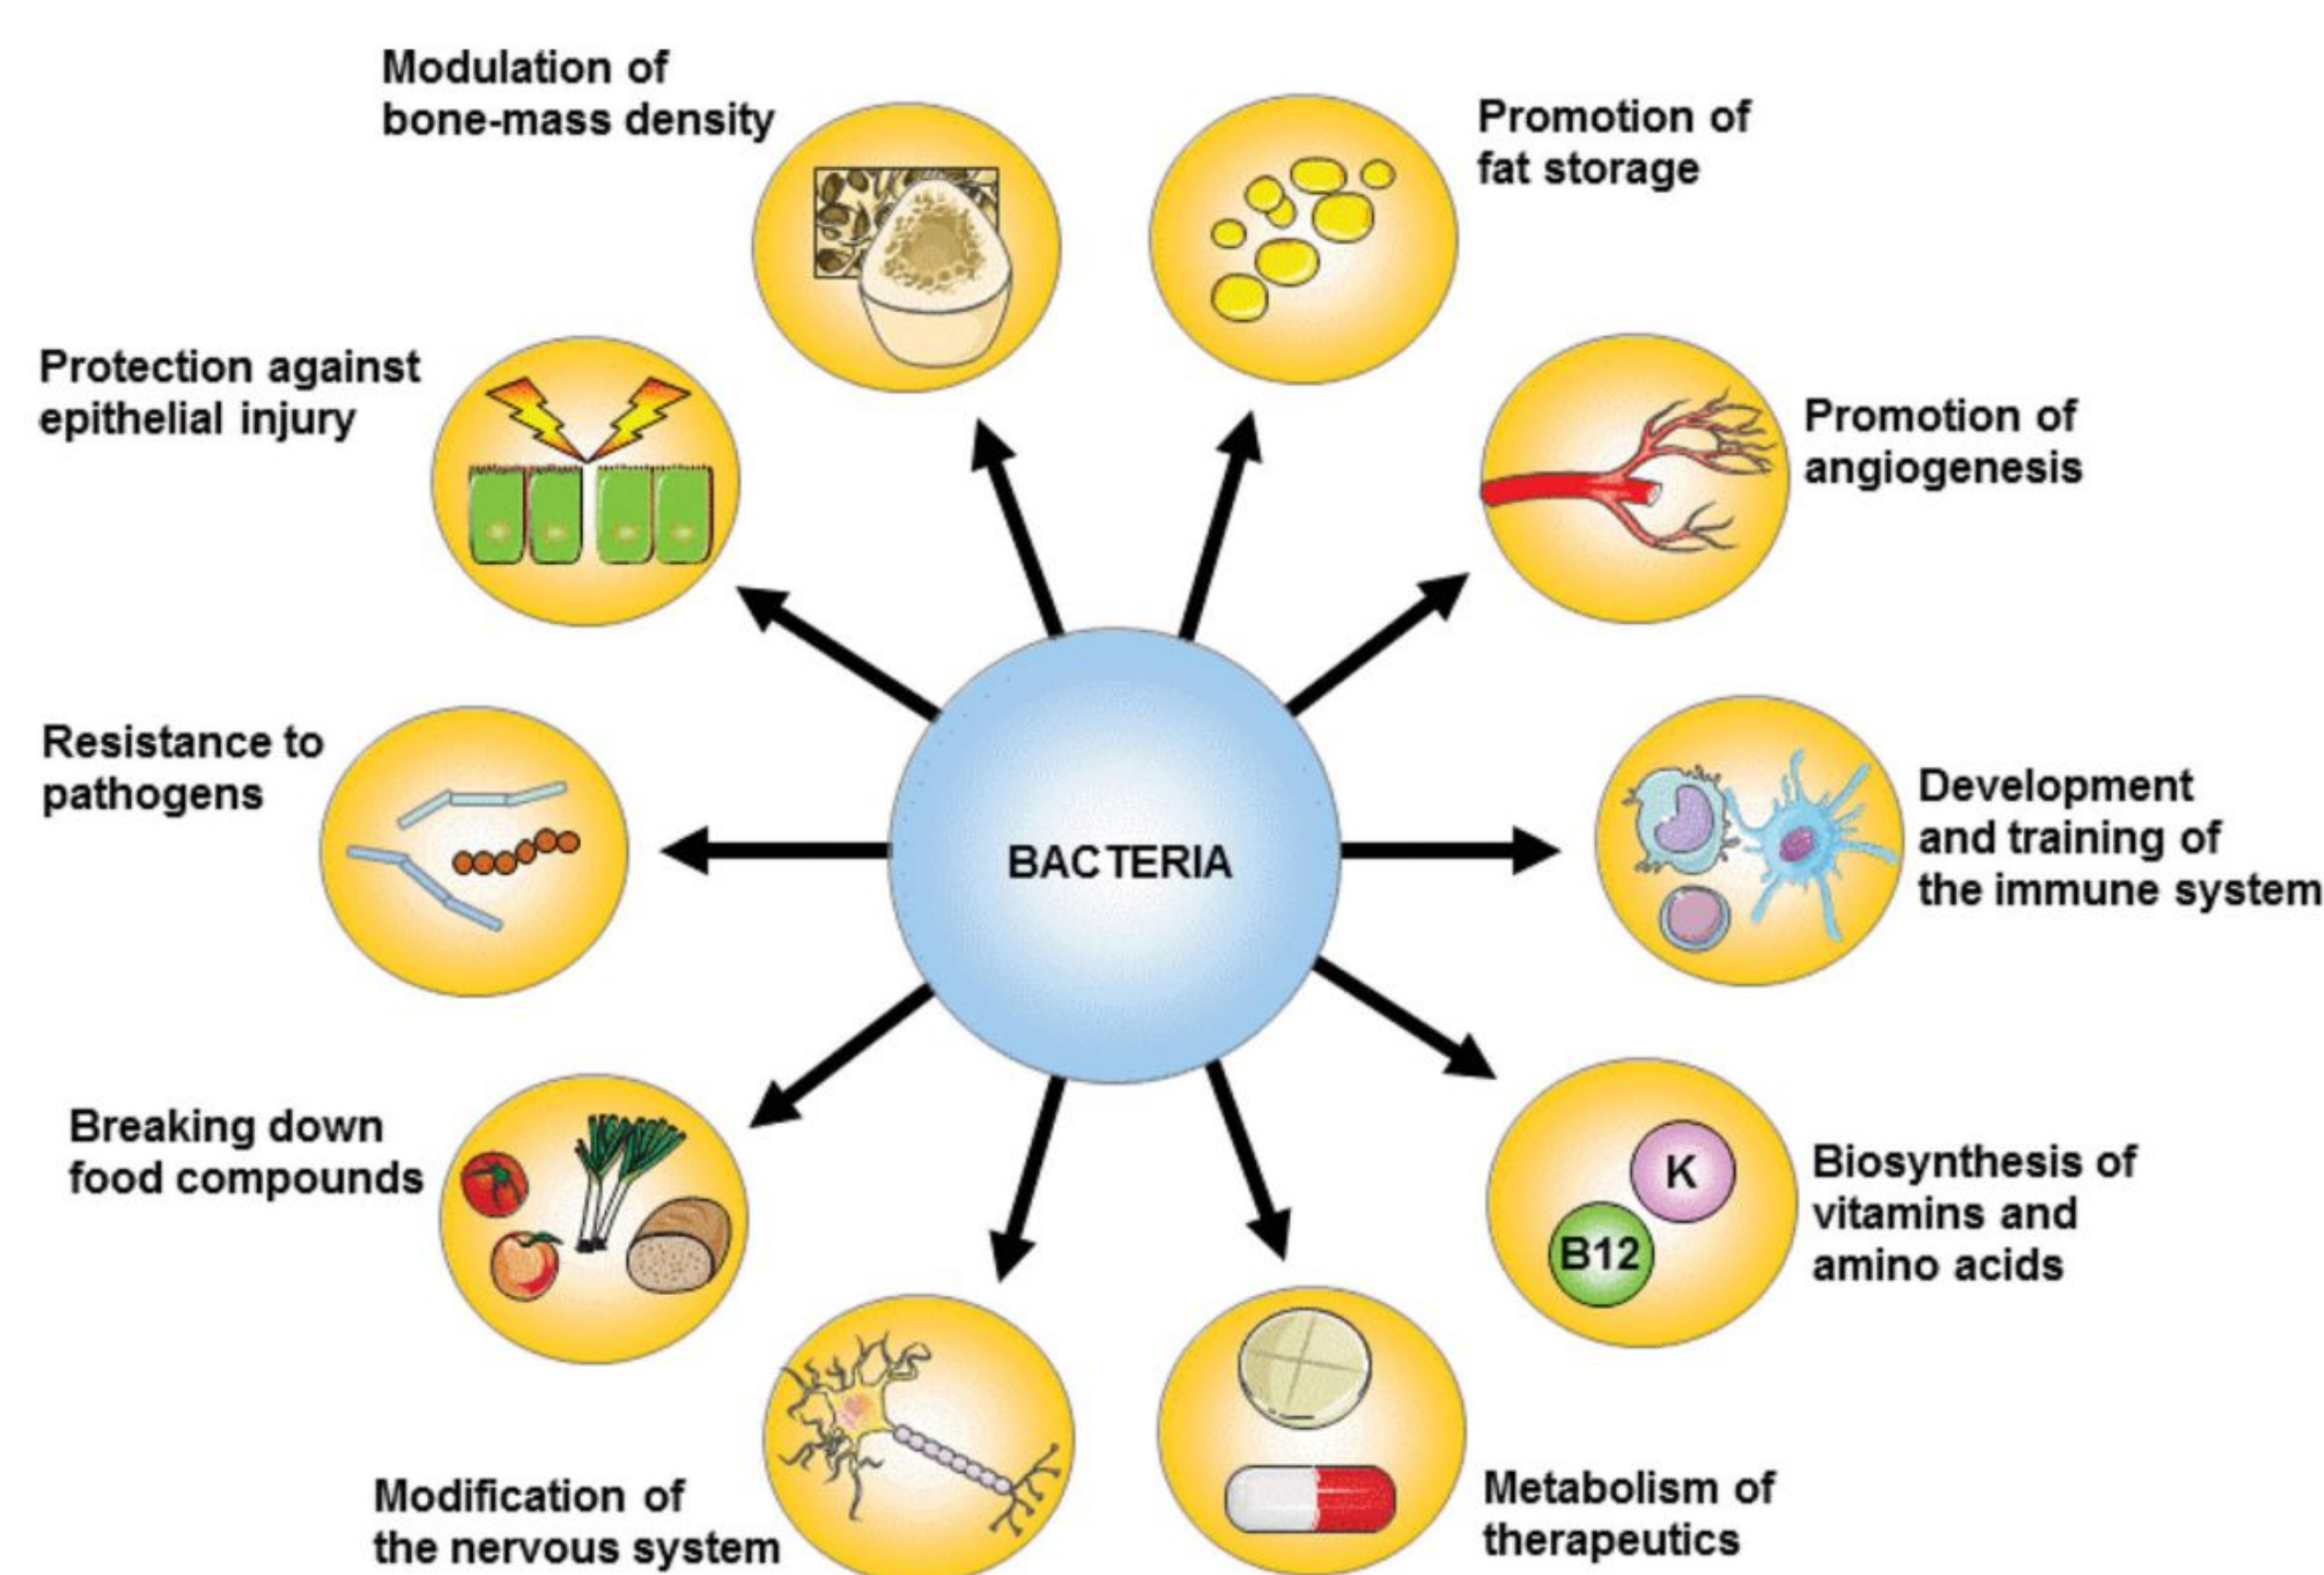 Modulation of
bone-mass density
Promotion of
fat storage
Protection against
epithelial injury
Promotion of
angiogenesis
Resistance to
pathogens
BACTERIA
Development
and training of
the immune system
Breaking down
food compounds
K
B12
Biosynthesis of
vitamins and
amino acids
Modification of
the nervous system
Metabolism of
therapeutics